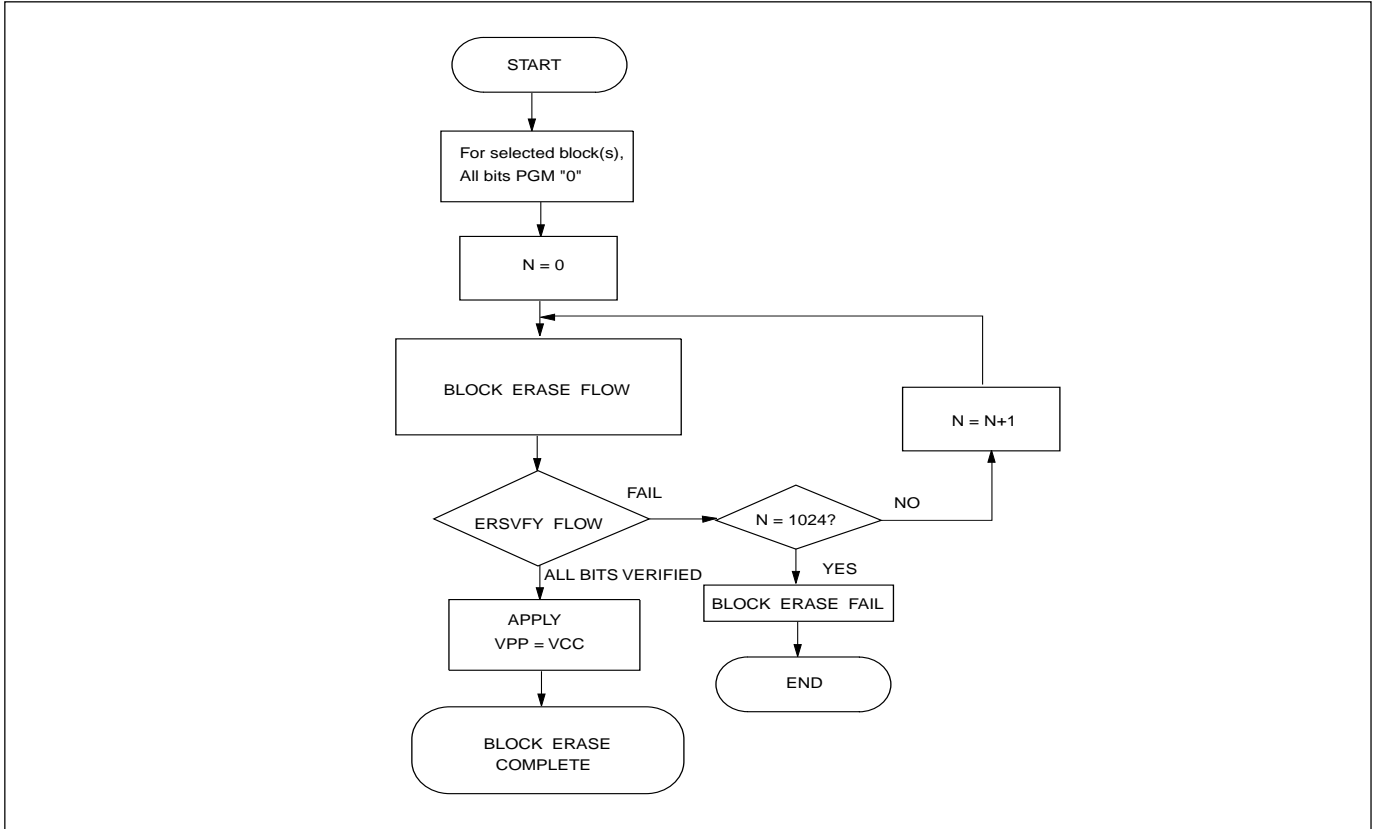 START
For selected block(s),
All bits PGM "0"
N = 0
BLOCK ERASE FLOW
N = N+1
FAIL
NO
ERSVFY FLOW
N = 1024?
YES
ALL BITS VERIFIED
BLOCK ERASE FAIL
APPLY
VPP = VCC
END
BLOCK ERASE
COMPLETE